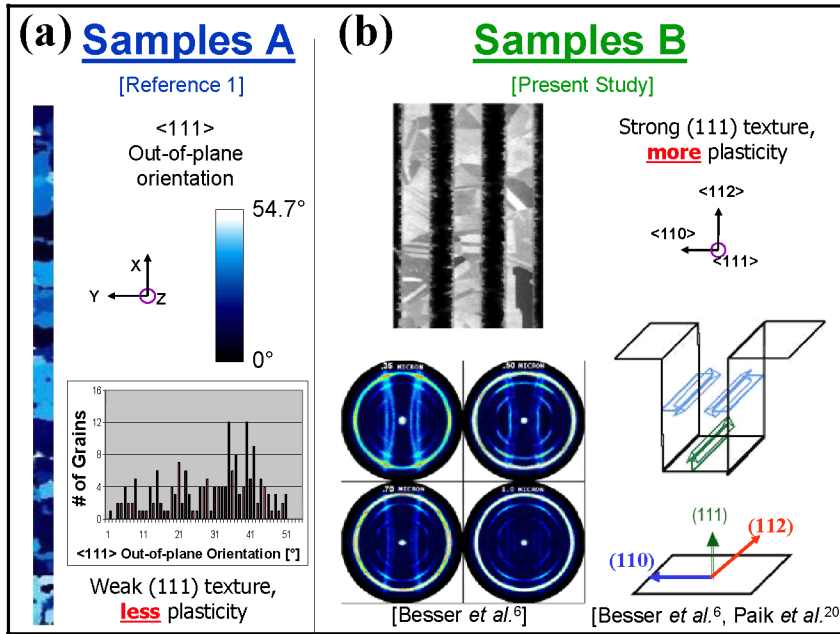 (a) Samples A
[Reference 1]
<111>
Out-of-plane
orientation
54.7°
0°
X
Y
Z
# of Grains
16
12
8
4
0
1 11 21 31 41 51
<111> Out-of-plane Orientation [°]
Weak (111) texture,
less plasticity
(b) Samples B
[Present Study]
Strong (111) texture,
more plasticity
<112>
<110>
<111>
.35 MICRON
.50 MICRON
.70 MICRON
1.0 MICRON
[Besser et al.6]
(111)
(112)
(110)
[Besser et al.6, Paik et al.20